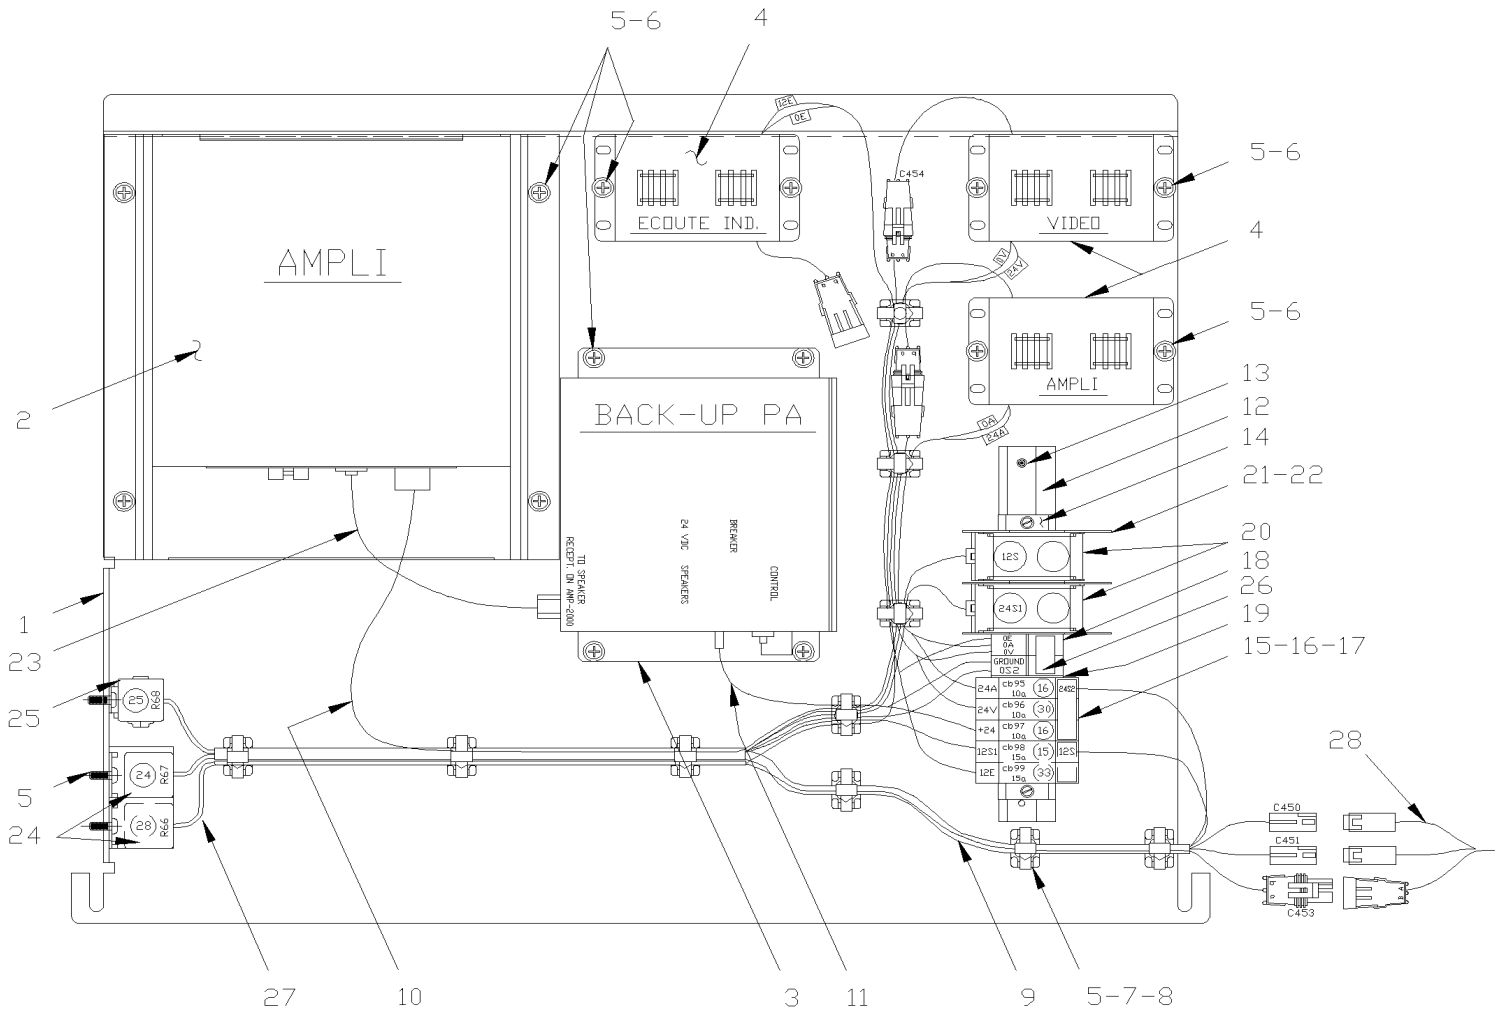 5-6
4
12E
0E
C454
5-6
ECOUTE IND.
VIDEO
4
AMPLI
0V
24V
5-6
2
AMPLI
13
BACK-UP PA
0A
24A
12
14
21-22
24 VDC SPEAKERS
BREAKER
TO SPEAKER
RECEPT. ON AMP-2000
CONTROL
12S
20
18
26
1
24S1
19
23
0E
0A
0V
GROUND
0S2
15-16-17
25
25
R68
24A cb95 10a 16 24S2
24V cb96 10a (30)
+24 cb97 10a 16
12S1 cb98 15a 15 12S
12E cb99 15a (33)
28
5
24
R67
24
(28)
R66
C450
C451
C453
A
B
27
10
3
11
9
5-7-8